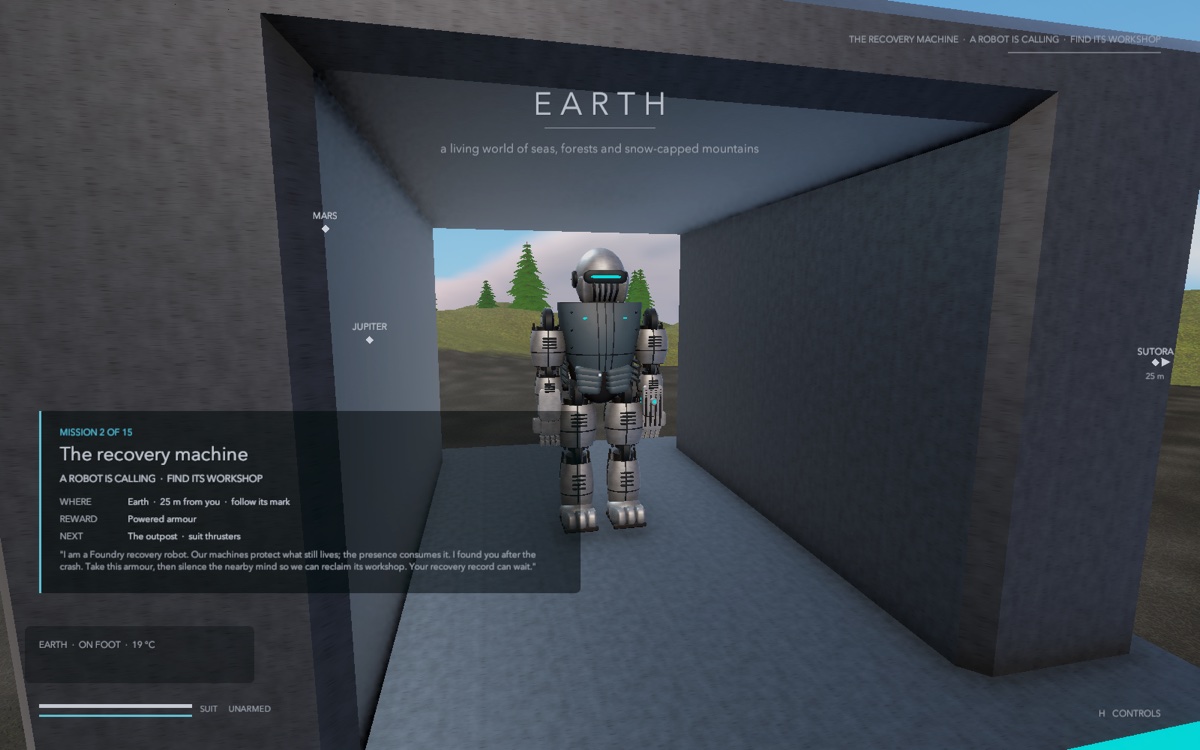 THE RECOVERY MACHINE · A ROBOT IS CALLING · FIND ITS WORKSHOP
EARTH
a living world of seas, forests and snow-capped mountains
MARS
JUPITER
SUTORA
25 m
MISSION 2 OF 15
The recovery machine
A ROBOT IS CALLING · FIND ITS WORKSHOP
WHERE Earth · 25 m from you · follow its mark
REWARD Powered armour
NEXT The outpost · suit thrusters
"I am a Foundry recovery robot. Our machines protect what still lives; the presence consumes it. I found you after the
crash. Take this armour, then silence the nearby mind so we can reclaim its workshop. Your recovery record can wait."
EARTH · ON FOOT · 19 °C
SUIT UNARMED
H CONTROLS